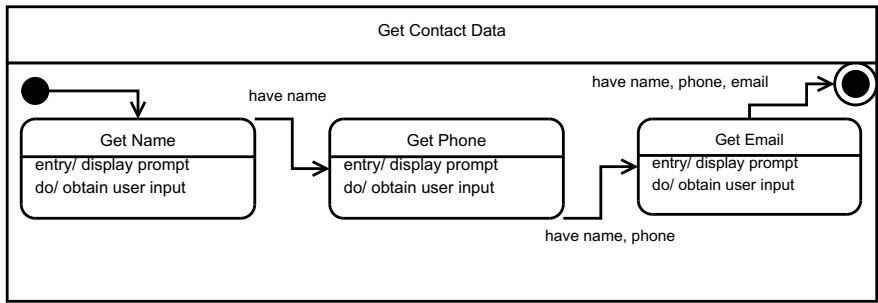 Get Contact Data
have name, phone, email
have name
Get Name
entry/ display prompt
do/ obtain user input
Get Phone
entry/ display prompt
do/ obtain user input
Get Email
entry/ display prompt
do/ obtain user input
have name, phone